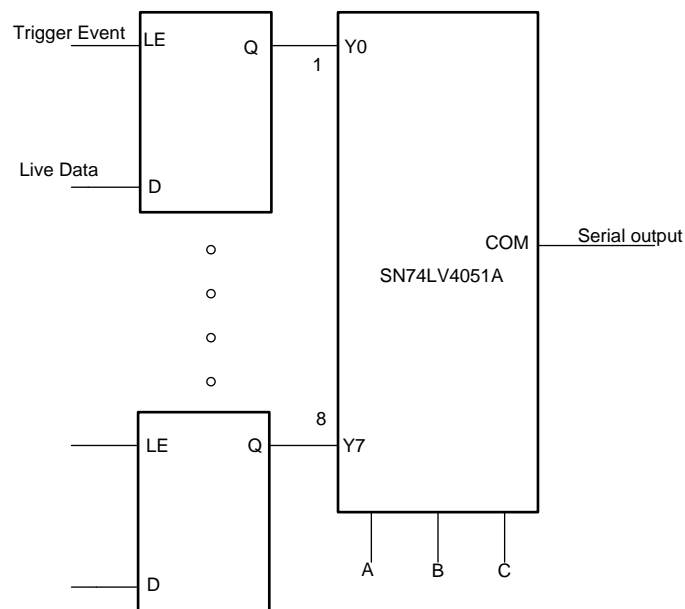 Trigger Event
LE
Q
1
Y0
Live Data
D
COM
Serial output
SN74LV4051A
8
LE
Q
Y7
D
A
B
C